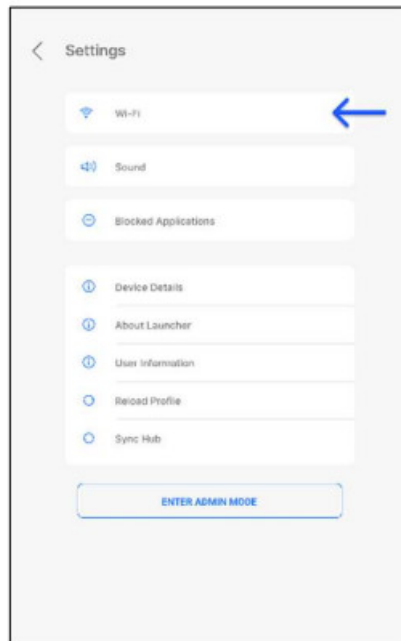 Settings
Wi-Fi
Sound
Blocked Applications
Device Details
About Launcher
User Information
Reload Profile
Sync Hub
ENTER ADMIN MODE